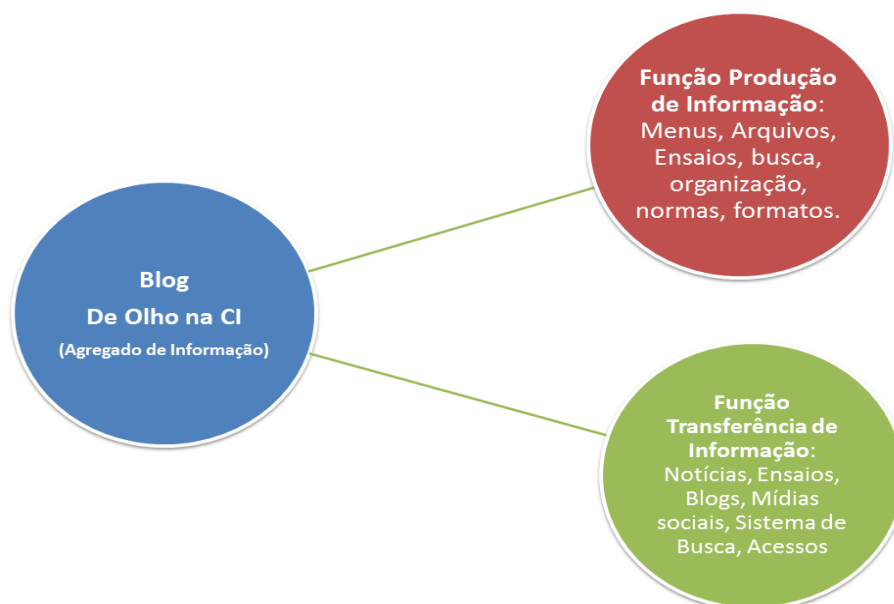 Blog
De Olho na CI
(Agregado de Informação)
Função Produção
de Informação:
Menus, Arquivos,
Ensaios, busca,
organização,
normas, formatos.
Função
Transferência de
Informação:
Notícias, Ensaios,
Blogs, Mídias
sociais, Sistema de
Busca, Acessos